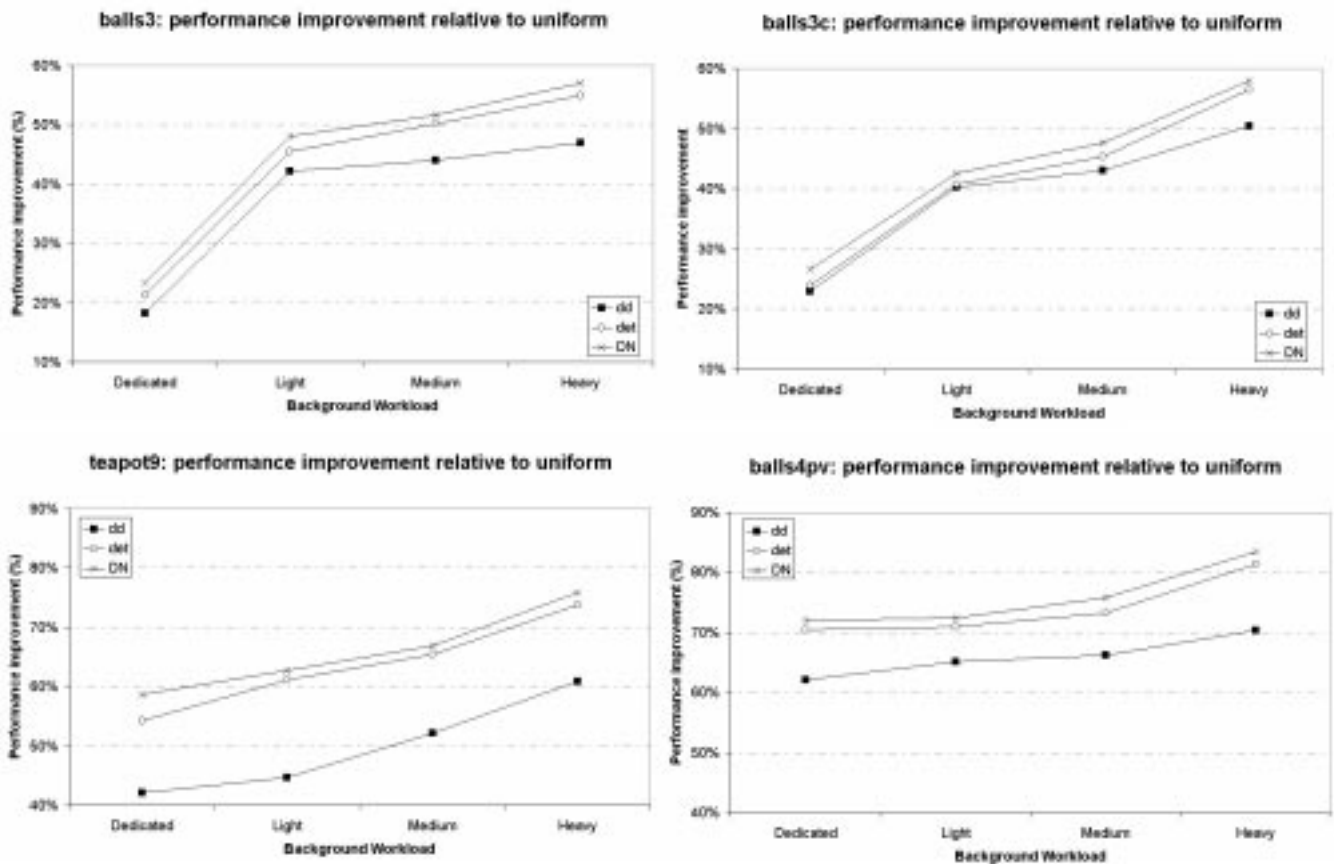 balls3: performance improvement relative to uniform
60%
50%
40%
30%
20%
10%
Performance improvement (%)
dd
det
DN
Dedicated Light Medium Heavy
Background Workload
balls3c: performance improvement relative to uniform
60%
50%
40%
30%
20%
10%
Performance improvement
dd
det
DN
Dedicated Light Medium Heavy
Background Workload
teapot9: performance improvement relative to uniform
90%
80%
70%
60%
50%
40%
Performance improvement (%)
dd
det
DN
Dedicated Light Medium Heavy
Background Workload
balls4pv: performance improvement relative to uniform
90%
80%
70%
60%
50%
40%
Performance improvement (%)
dd
det
DN
Dedicated Light Medium Heavy
Background Workload